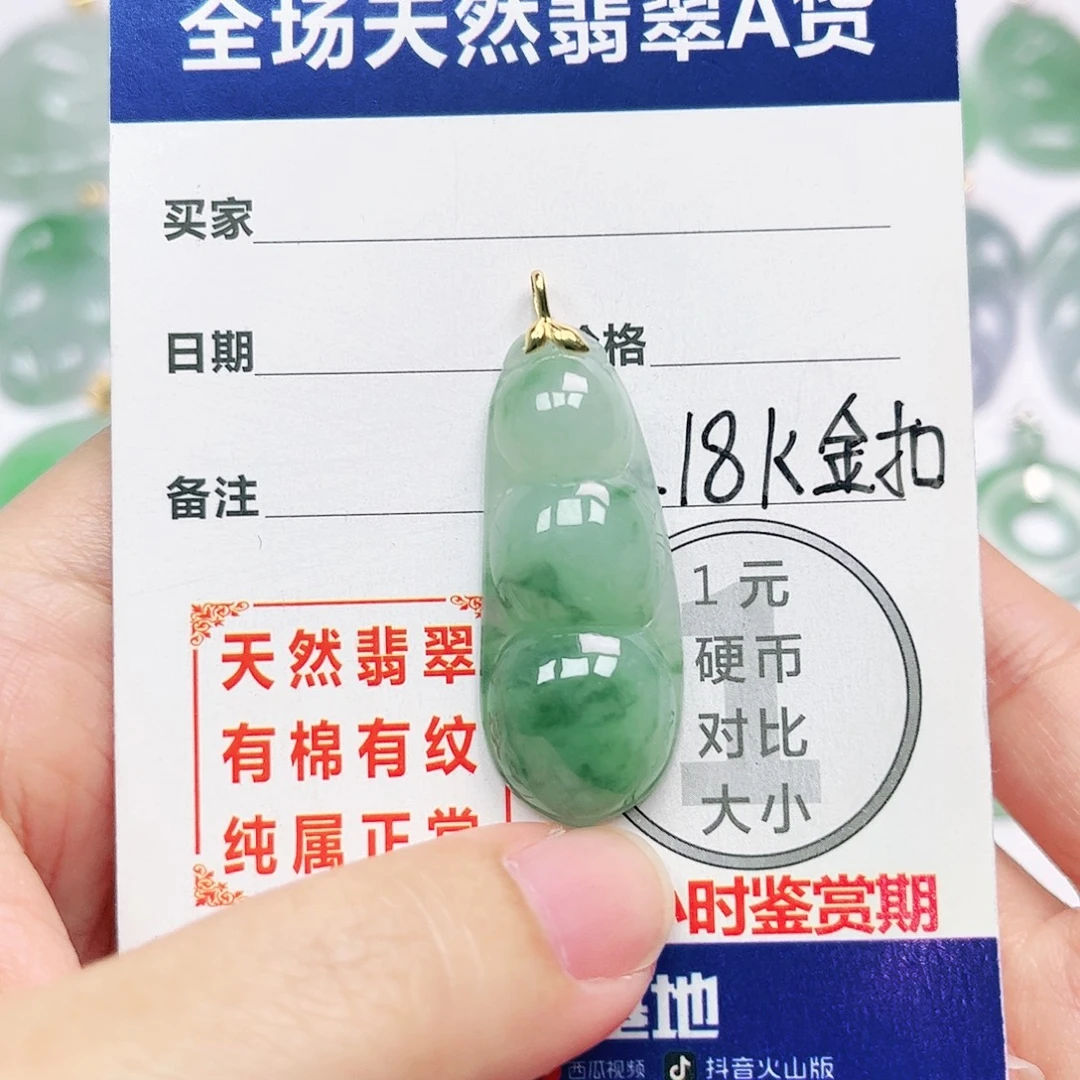 全场天然翡翠A货
买家
日期
格
备注
.18K金扣
1元
硬币
对比
大小
天然翡翠
有棉有纹
纯属正常
时鉴赏期
基地
西瓜视频 抖音火山版